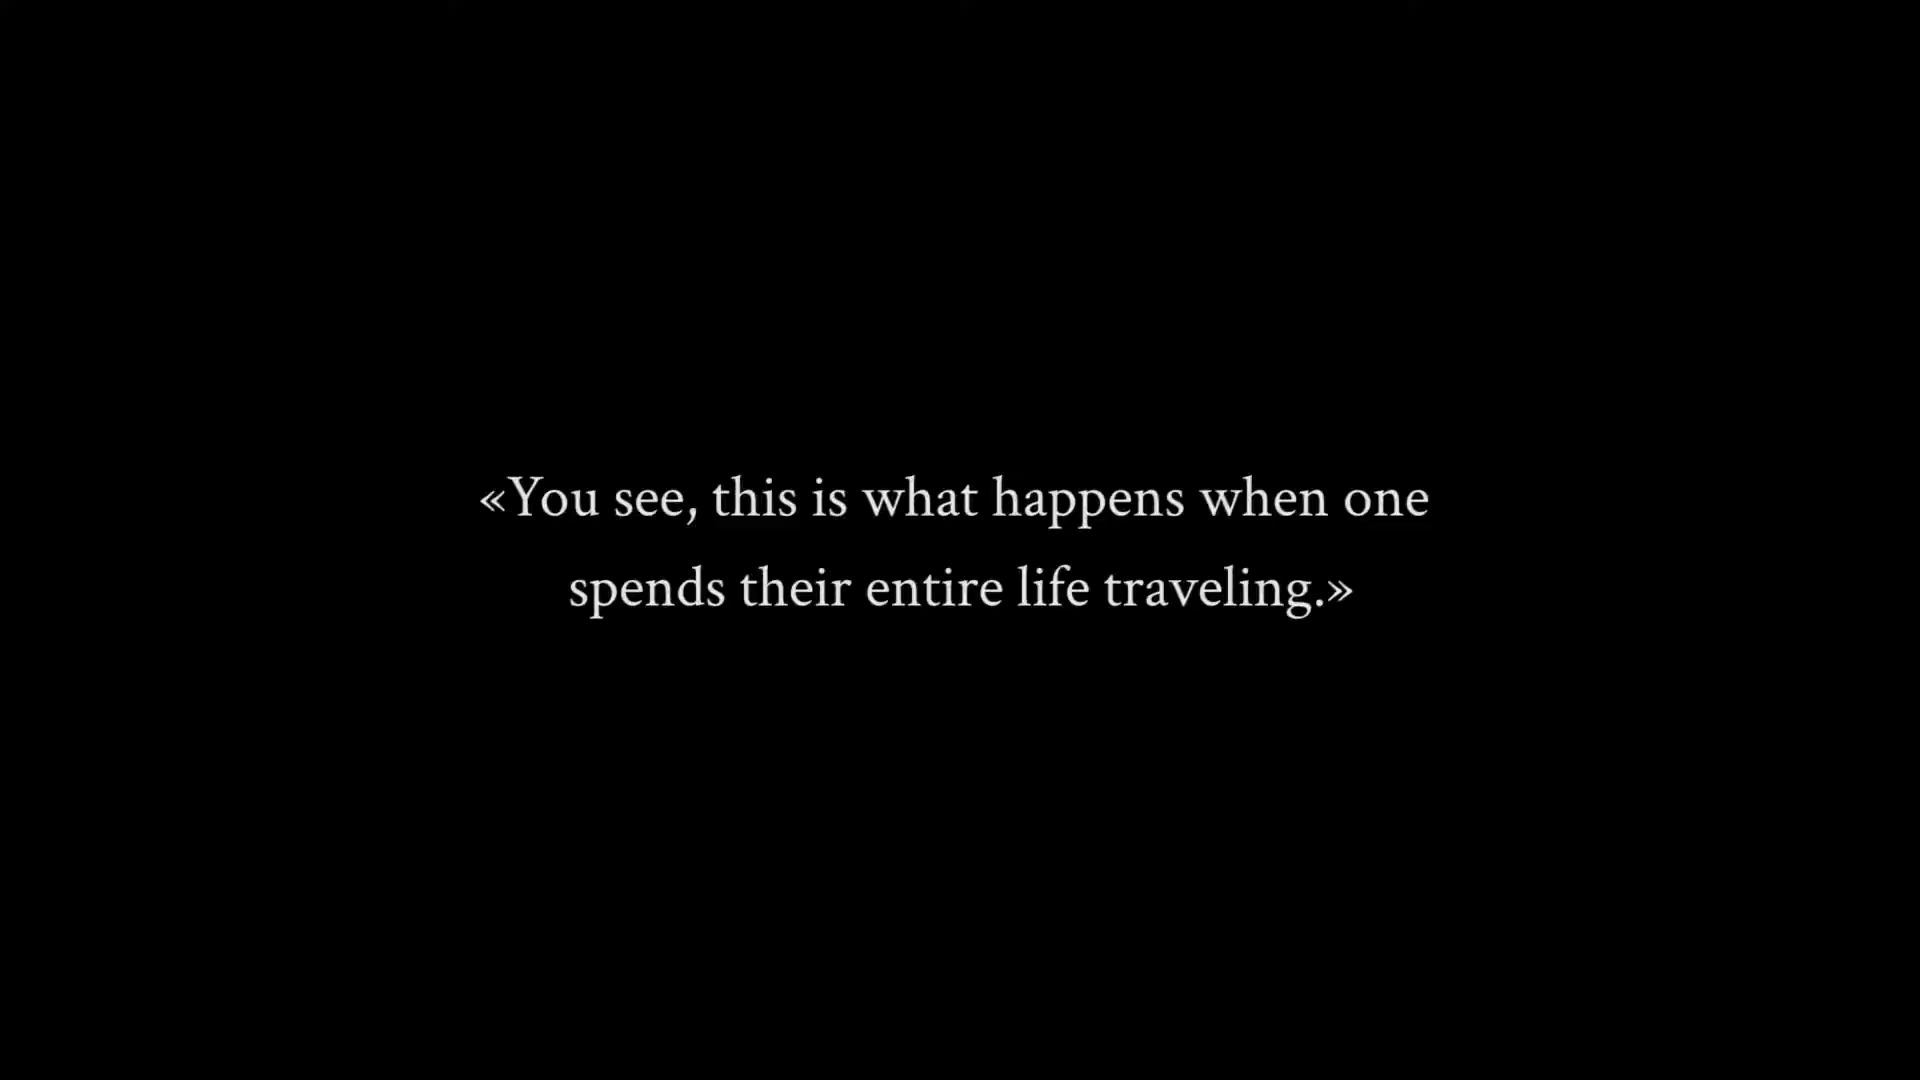 «You see, this is what happens when one
spends their entire life traveling.»